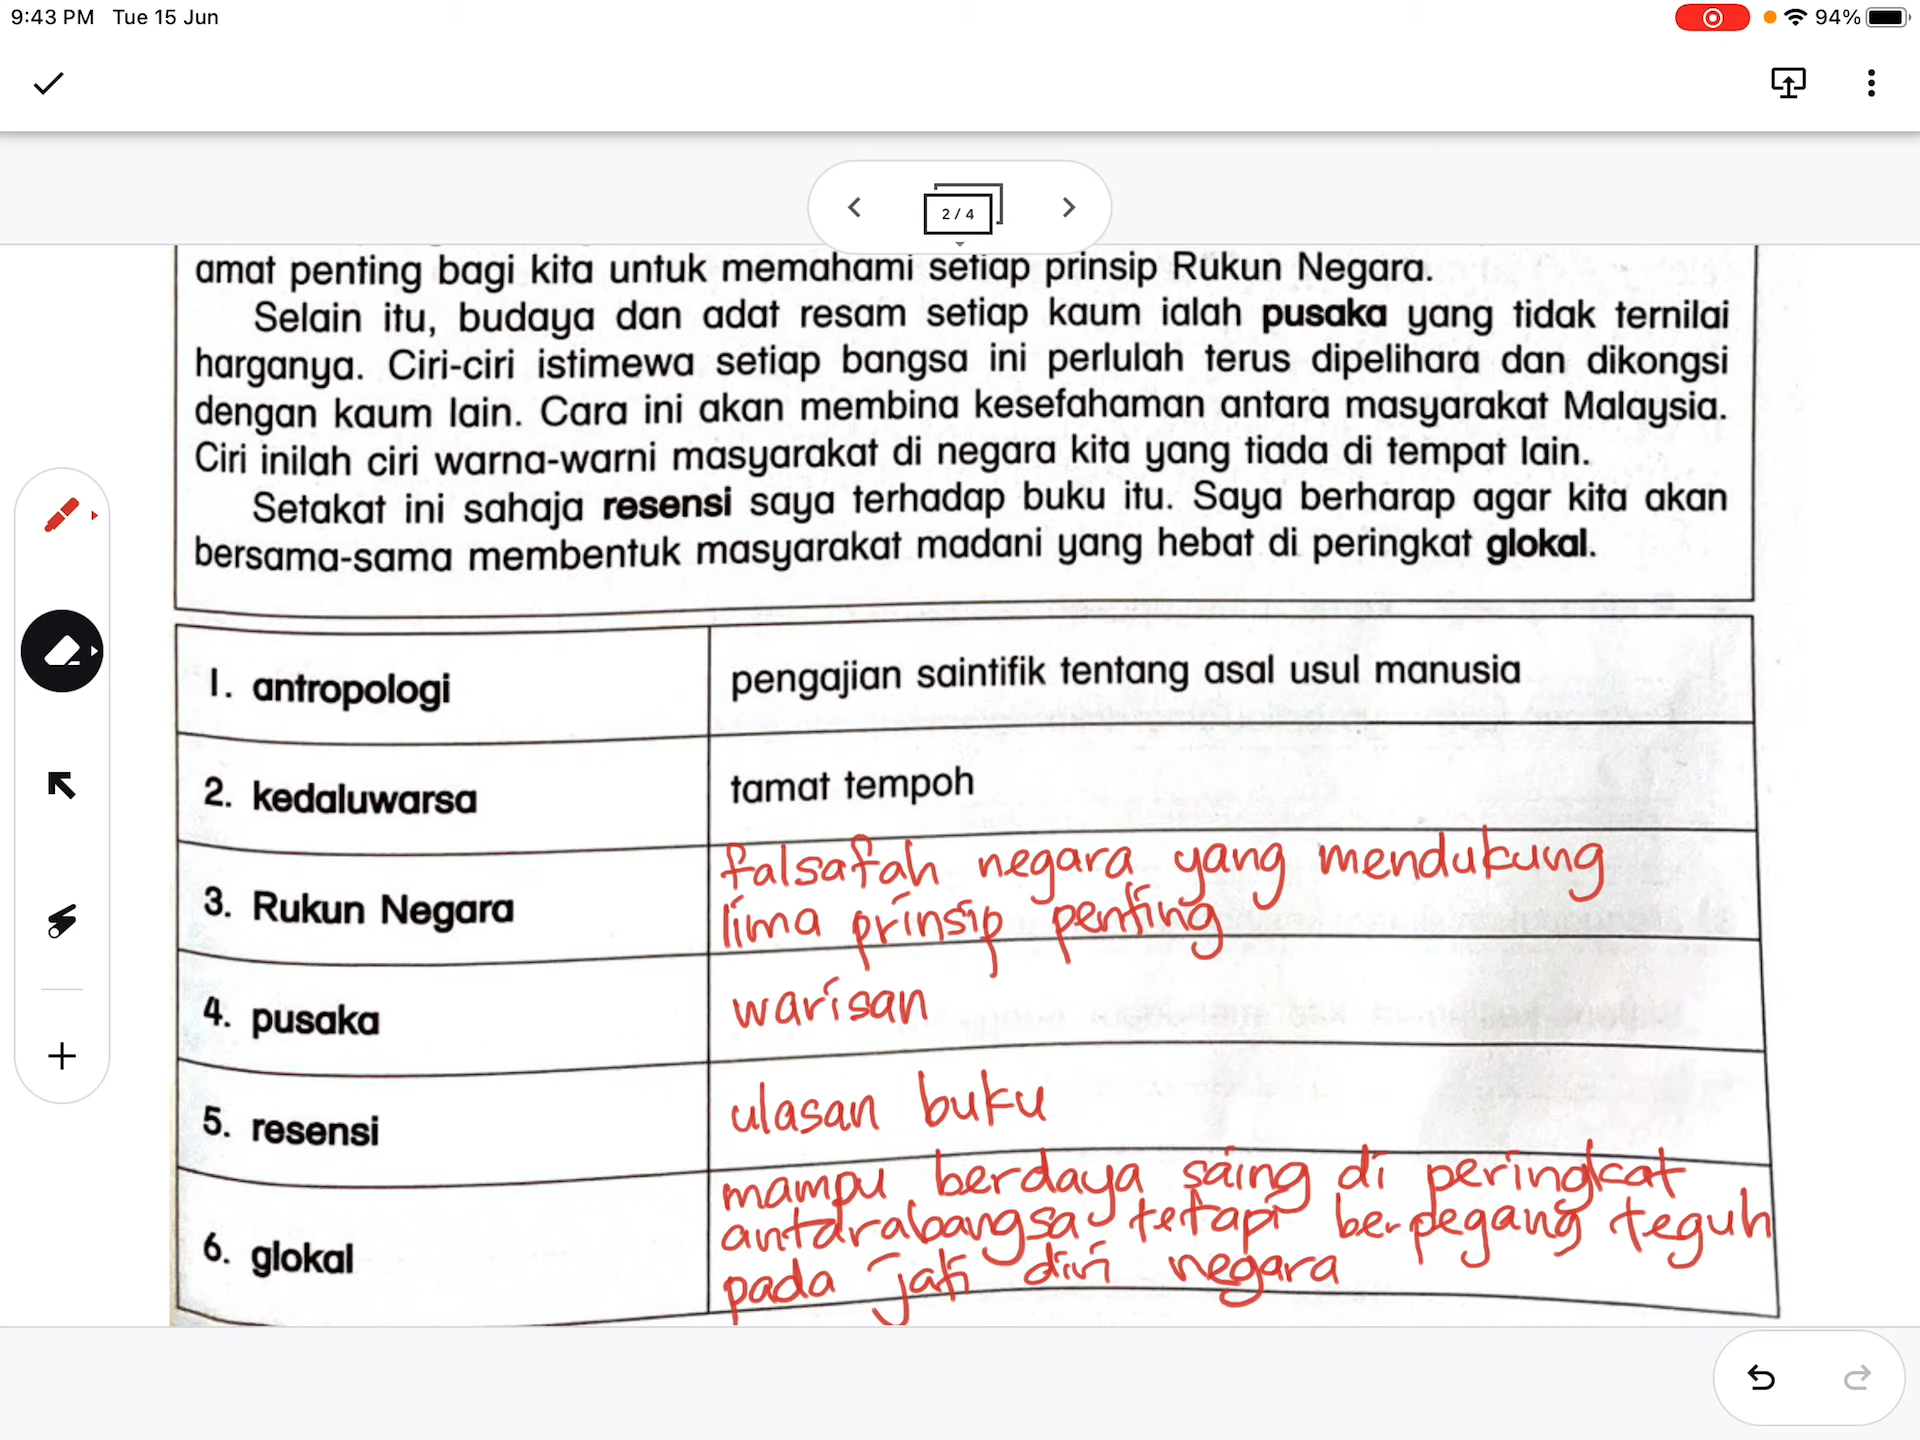 9:43 PM Tue 15 Jun
94%
2 / 4
amat penting bagi kita untuk memahami setiap prinsip Rukun Negara.
Selain itu, budaya dan adat resam setiap kaum ialah pusaka yang tidak ternilai
harganya. Ciri-ciri istimewa setiap bangsa ini perlulah terus dipelihara dan dikongsi
dengan kaum lain. Cara ini akan membina kesefahaman antara masyarakat Malaysia.
Ciri inilah ciri warna-warni masyarakat di negara kita yang tiada di tempat lain.
Setakat ini sahaja resensi saya terhadap buku itu. Saya berharap agar kita akan
bersama-sama membentuk masyarakat madani yang hebat di peringkat glokal.
1. antropologi
pengajian saintifik tentang asal usul manusia
2. kedaluwarsa
tamat tempoh
3. Rukun Negara
falsafah negara yang mendukung
lima prinsip penting
4. pusaka
warisan
5. resensi
ulasan buku
6. glokal
mampu berdaya saing di peringkat
antarabangsa tetapi berpegang teguh
pada jati diri negara